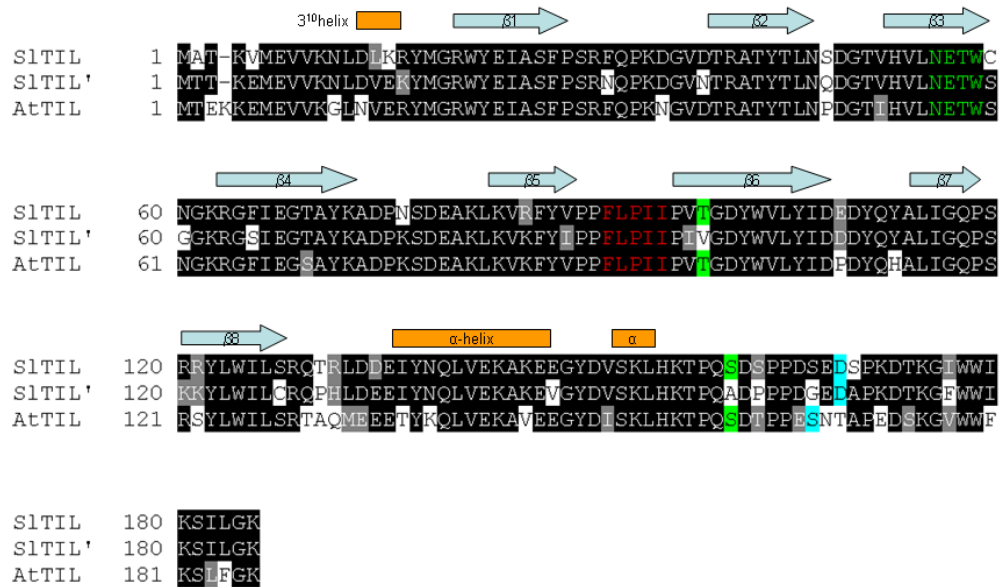 3¹⁰helix β1 β2 β3
SlTIL 1 MAT-KVMEVVKNLDLKRYMGRWYEIASFPSRFQPKDGVDTRATYTLNSDGTVHVLNETWC
SlTIL' 1 MTT-KEMEVVKNLDVEKYMGRWYEIASFPSRNQPKDGVNTRATYTLNQDGTVHVLNETWS
AtTIL 1 MTEKKEMEVVKGLNVERYMGRWYEIASFPSRFQPKNGVDTRATYTLNPDGTIHVLNETWS
β4 β5 β6 β7
SlTIL 60 NGKRGFIEGTAYKADPNSDEAKLKVRFYVPPFLPIIPVTGDYWVLYIDEDYQYALIGQPS
SlTIL' 60 GGKRGSIEGTAYKADPKSDEAKLKVKFYIPPFLPIIPIVGDYWVLYIDDDYQYALIGQPS
AtTIL 61 NGKRGFIEGSAYKADPKSDEAKLKVKFYVPPFLPIIPVTGDYWVLYIDPDYQHALIGQPS
β8 α-helix α
SlTIL 120 RRYLWILSRQTRLDDEIYNQLVEKAKEEGYDVSKLHKTPQSDSPPDSEDSPKDTKGIWWI
SlTIL' 120 KKYLWILCRQPHLDEEIYNQLVEKAKEVGYDVSKLHKTPQADPPPDGEDAPKDTKGFWWI
AtTIL 121 RSYLWILSRTAQMEEETYKQLVEKAVEEGYDISKLHKTPQSDTPPESNTAPEDSKGVWWF
SlTIL 180 KSILGK
SlTIL' 180 KSILGK
AtTIL 181 KSLFGK